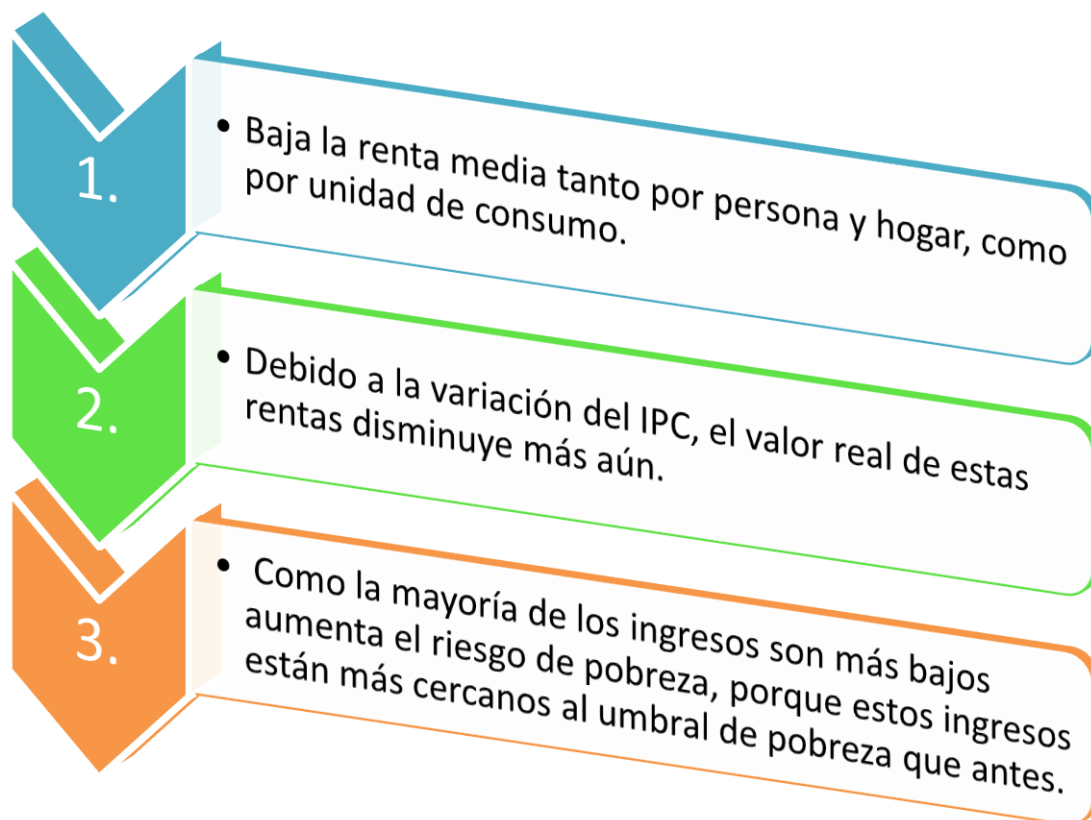 1.
• Baja la renta media tanto por persona y hogar, como
por unidad de consumo.
2.
• Debido a la variación del IPC, el valor real de estas
rentas disminuye más aún.
3.
• Como la mayoría de los ingresos son más bajos
aumenta el riesgo de pobreza, porque estos ingresos
están más cercanos al umbral de pobreza que antes.